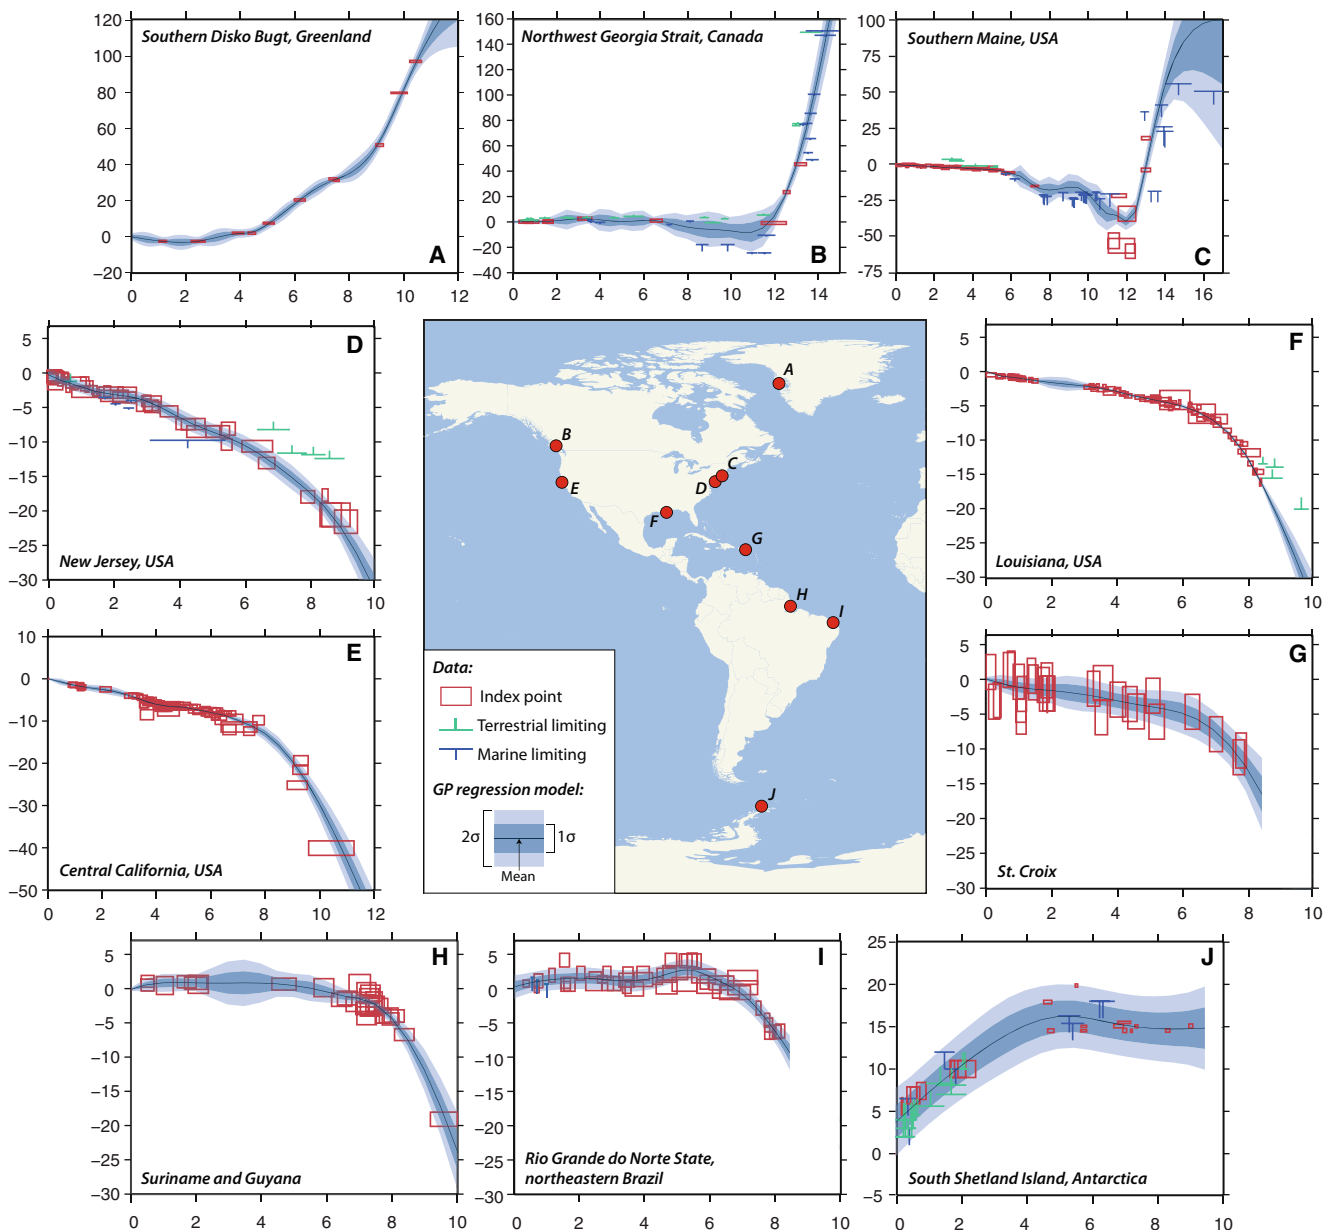 120
100
80
60
40
20
0
−20
Southern Disko Bugt, Greenland
A
0 2 4 6 8 10 12
160
140
120
100
80
60
40
20
0
−20
−40
Northwest Georgia Strait, Canada
B
0 2 4 6 8 10 12 14
100
75
50
25
0
-25
-50
-75
Southern Maine, USA
C
0 2 4 6 8 10 12 14 16
5
0
−5
−10
−15
−20
−25
−30
D
New Jersey, USA
0 2 4 6 8 10
10
0
−10
−20
−30
−40
−50
E
Central California, USA
0 2 4 6 8 10 12
A
B
C
D
E
F
G
H
I
J
Data:
Index point
Terrestrial limiting
Marine limiting
GP regression model:
2σ
1σ
Mean
5
0
−5
−10
−15
−20
−25
−30
F
Louisiana, USA
0 2 4 6 8 10
5
0
−5
−10
−15
−20
−25
−30
G
St. Croix
0 2 4 6 8 10
5
0
−5
−10
−15
−20
−25
−30
H
Suriname and Guyana
0 2 4 6 8 10
5
0
−5
−10
−15
−20
−25
−30
I
Rio Grande do Norte State,
northeastern Brazil
0 2 4 6 8 10
25
20
15
10
5
0
−5
J
South Shetland Island, Antarctica
0 2 4 6 8 10